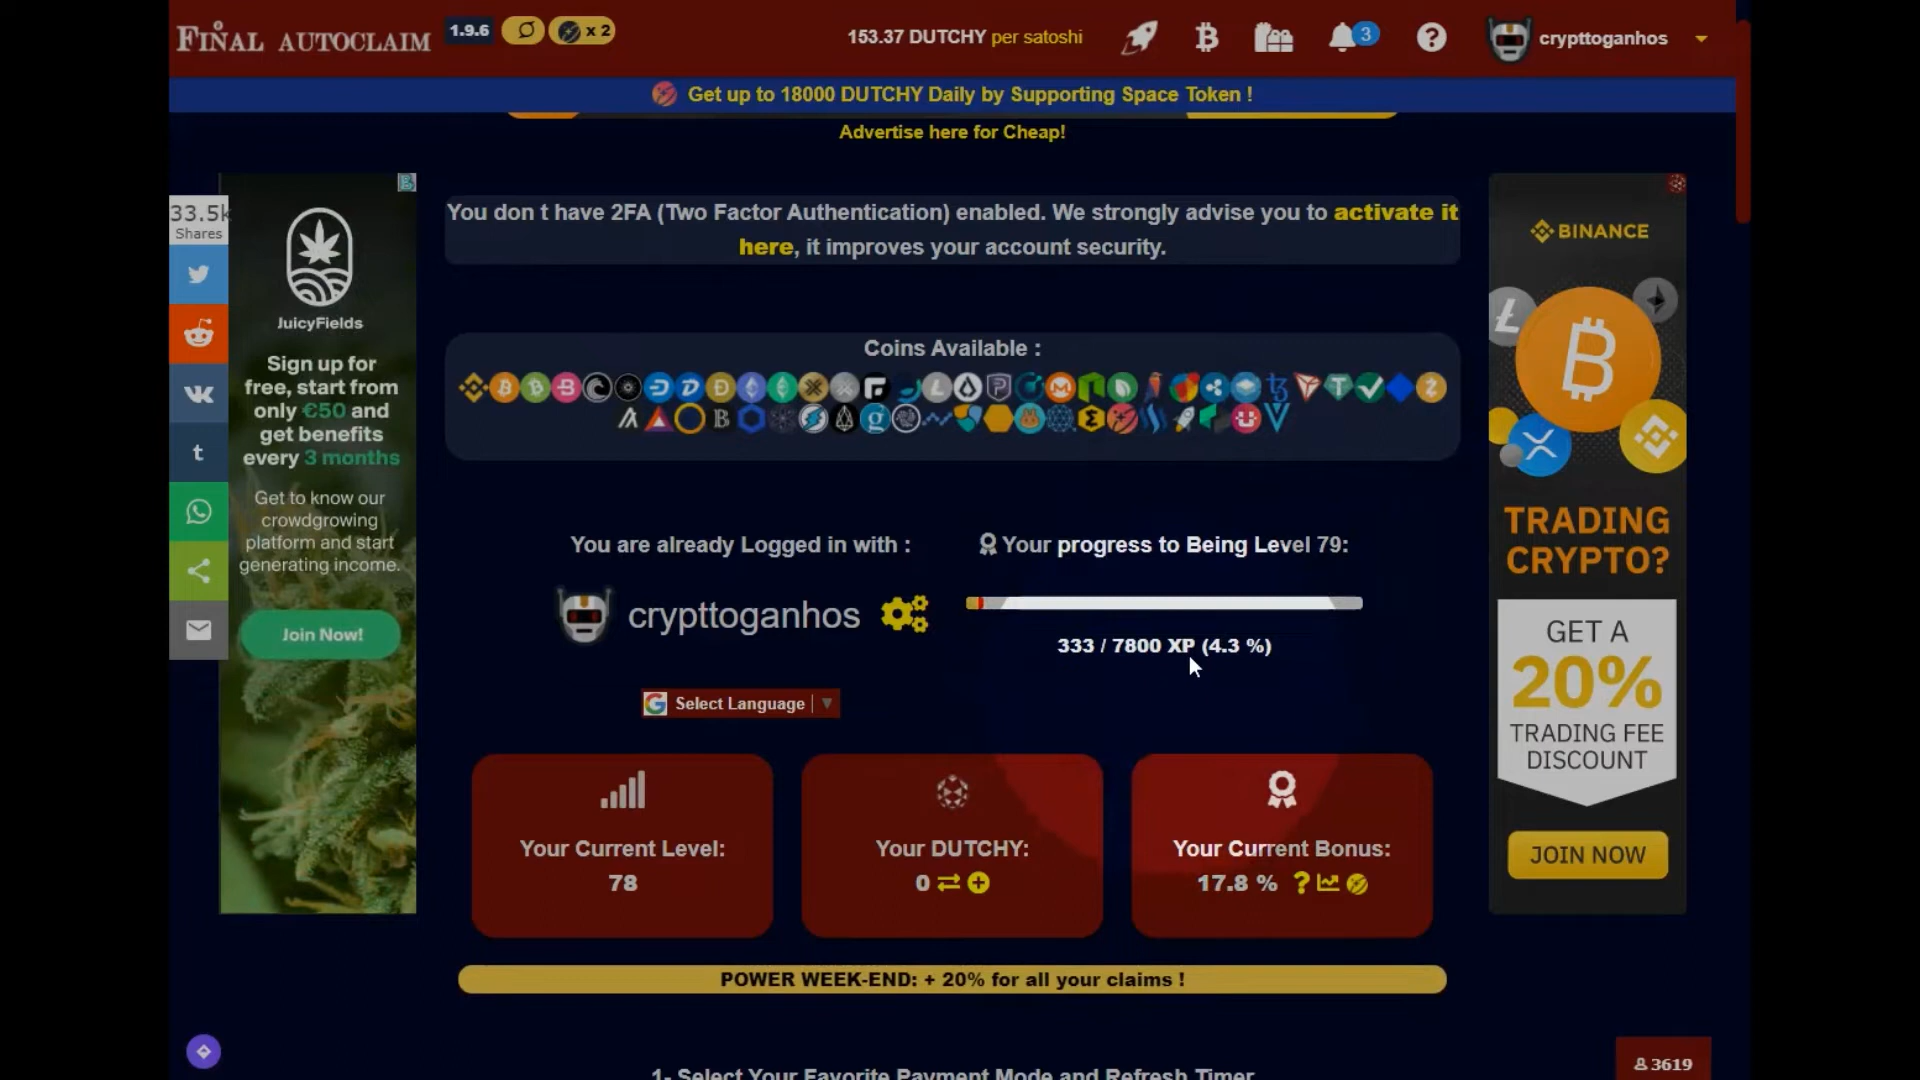 FINAL AUTOCLAIM
1.9.6
x 2
153.37 DUTCHY per satoshi
3
crypttoganhos
Get up to 18000 DUTCHY Daily by Supporting Space Token !
Advertise here for Cheap!
33.5k
Shares
You don t have 2FA (Two Factor Authentication) enabled. We strongly advise you to activate it
here, it improves your account security.
JuicyFields
Sign up for
free, start from
only €50 and
get benefits
every 3 months
Get to know our
crowdgrowing
platform and start
generating income.
Join Now!
Coins Available :
You are already Logged in with :
crypttoganhos
Select Language
Your progress to Being Level 79:
333 / 7800 XP (4.3 %)
BINANCE
TRADING
CRYPTO?
GET A
20%
TRADING FEE
DISCOUNT
JOIN NOW
Your Current Level:
78
Your DUTCHY:
0
Your Current Bonus:
17.8 %
POWER WEEK-END: + 20% for all your claims !
1- Select Your Favorite Payment Mode and Refresh Timer
3619